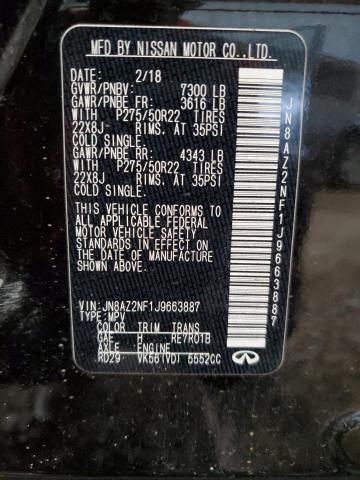 MFD BY NISSAN MOTOR CO.,LTD.
DATE: 2/18
GVWR/PNBV: 7300 LB
GAWR/PNBE FR: 3616 LB
WITH P275/50R22 TIRES
22X8J- RIMS. AT 35PSI
COLD SINGLE
GAWR/PNBE RR: 4343 LB
WITH P275/50R22 TIRES
22X8J- RIMS. AT 35PSI
COLD SINGLE
THIS VEHICLE CONFORMS TO
ALL APPLICABLE FEDERAL
MOTOR VEHICLE SAFETY
STANDARDS IN EFFECT ON
THE DATE OF MANUFACTURE
SHOWN ABOVE.
VIN: JN8AZ2NF1J9663887
TYPE: MPV
COLOR TRIM TRANS
GAE H RE7R01B
AXLE ENGINE
RD29 VK56(VD) 5552CC
JN8AZ2NF1J9663887